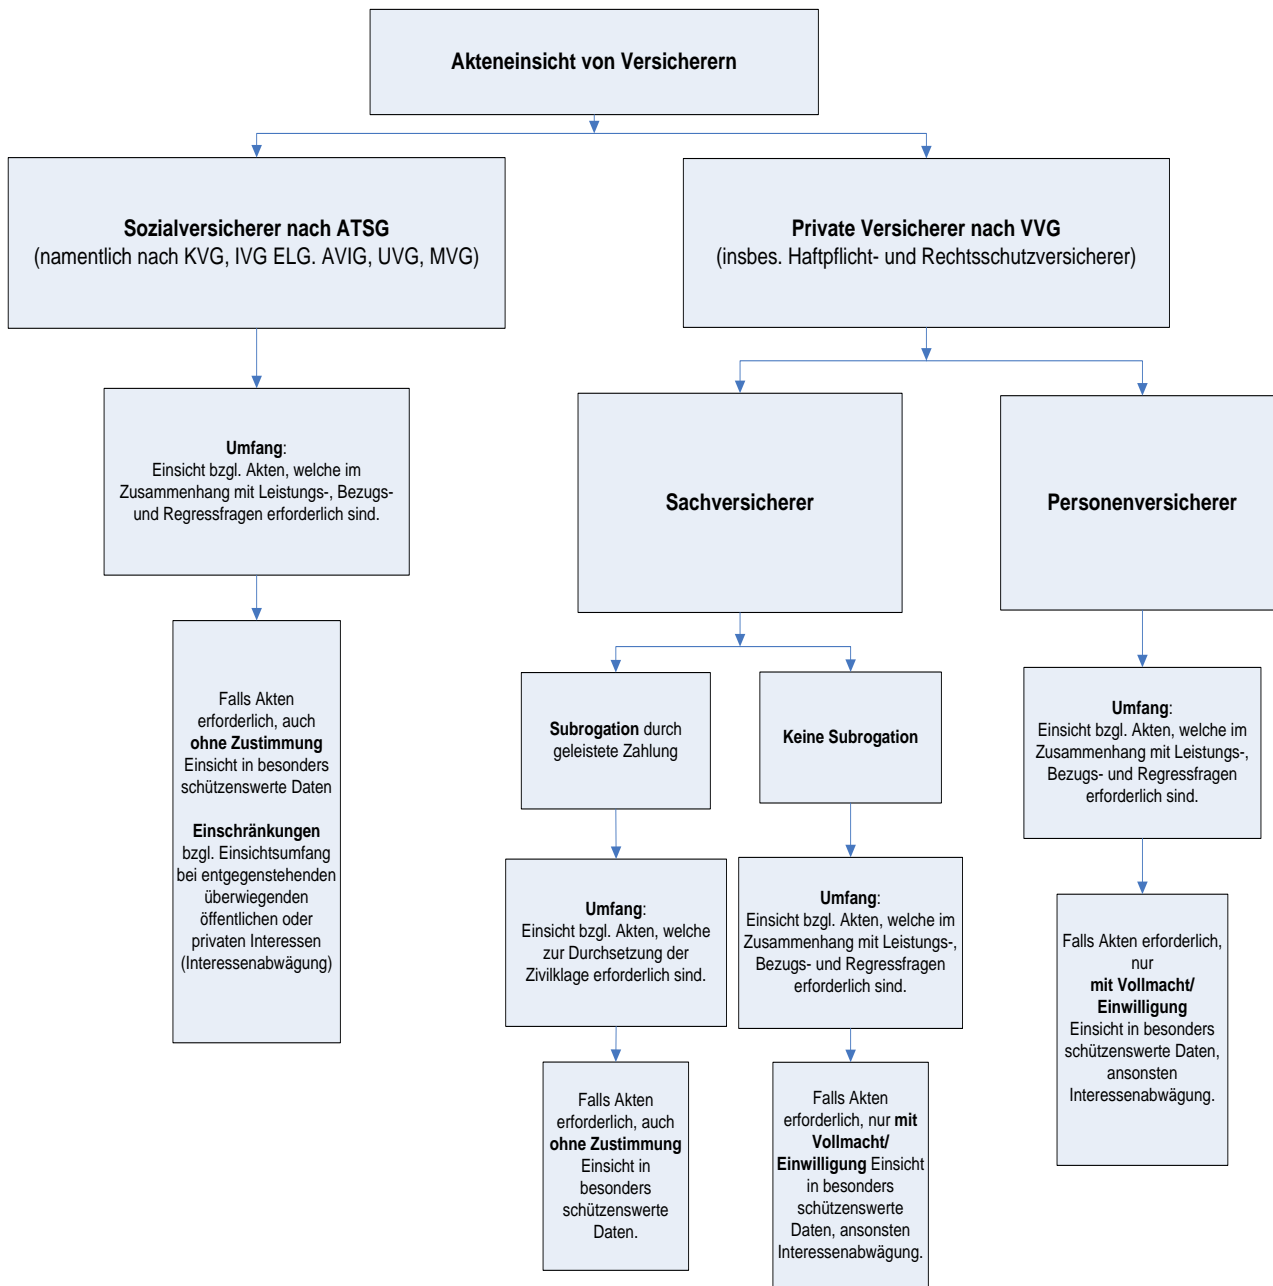 Akteneinsicht von Versicherern
Sozialversicherer nach ATSG
(namentlich nach KVG, IVG ELG. AVIG, UVG, MVG)
Private Versicherer nach VVG
(insbes. Haftpflicht- und Rechtsschutzversicherer)
Umfang:
Einsicht bzgl. Akten, welche im
Zusammenhang mit Leistungs-, Bezugs-
und Regressfragen erforderlich sind.
Falls Akten
erforderlich, auch
ohne Zustimmung
Einsicht in besonders
schützenswerte Daten
Einschränkungen
bzgl. Einsichtsumfang
bei entgegenstehenden
überwiegenden
öffentlichen oder
privaten Interessen
(Interessenabwägung)
Sachversicherer
Personenversicherer
Subrogation durch
geleistete Zahlung
Keine Subrogation
Umfang:
Einsicht bzgl. Akten, welche
zur Durchsetzung der
Zivilklage erforderlich sind.
Umfang:
Einsicht bzgl. Akten, welche im
Zusammenhang mit Leistungs-,
Bezugs- und Regressfragen
erforderlich sind.
Umfang:
Einsicht bzgl. Akten, welche im
Zusammenhang mit Leistungs-,
Bezugs- und Regressfragen
erforderlich sind.
Falls Akten
erforderlich, auch
ohne Zustimmung
Einsicht in
besonders
schützenswerte
Daten.
Falls Akten
erforderlich, nur mit
Vollmacht/
Einwilligung Einsicht
in besonders
schützenswerte
Daten, ansonsten
Interessenabwägung.
Falls Akten erforderlich,
nur
mit Vollmacht/
Einwilligung
Einsicht in besonders
schützenswerte Daten,
ansonsten
Interessenabwägung.